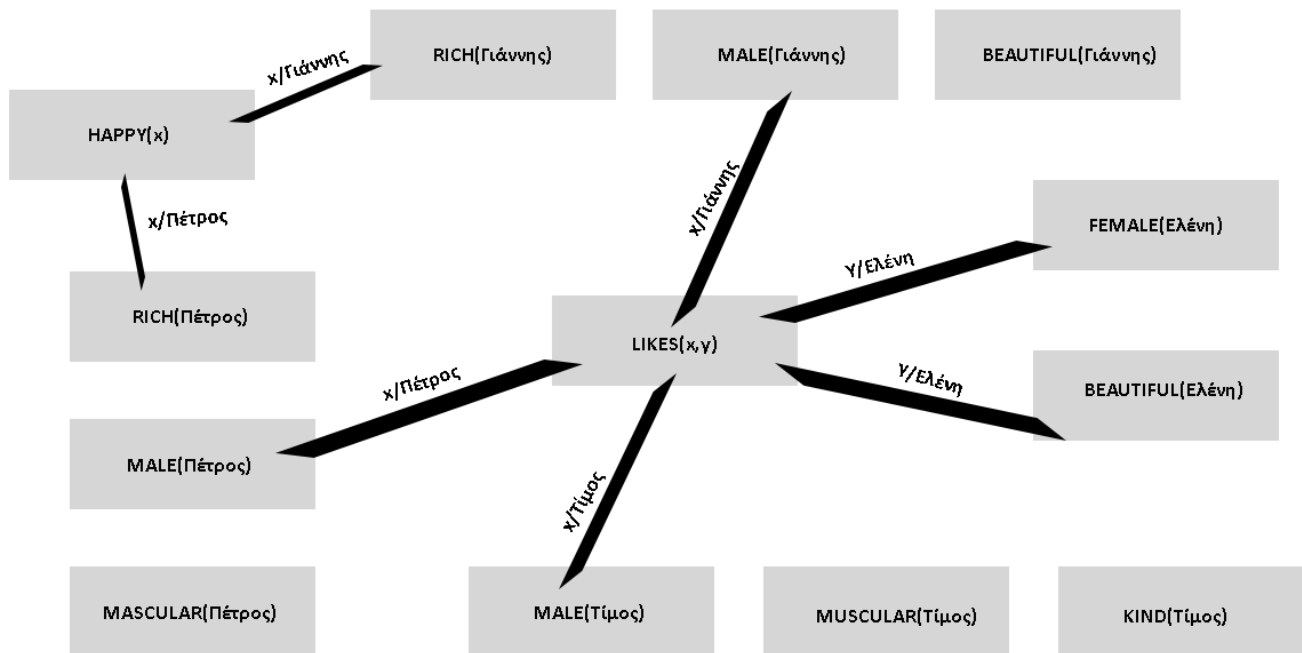 RICH(Γιάννης)
MALE(Γιάννης)
BEAUTIFUL(Γιάννης)
x/Γιάννης
HAPPY(x)
x/Γιάννης
x/Πέτρος
FEMALE(Ελένη)
Y/Ελένη
RICH(Πέτρος)
LIKES(x,y)
x/Πέτρος
Y/Ελένη
BEAUTIFUL(Ελένη)
MALE(Πέτρος)
x/Τίμος
MASCULAR(Πέτρος)
MALE(Τίμος)
MUSCULAR(Τίμος)
KIND(Τίμος)